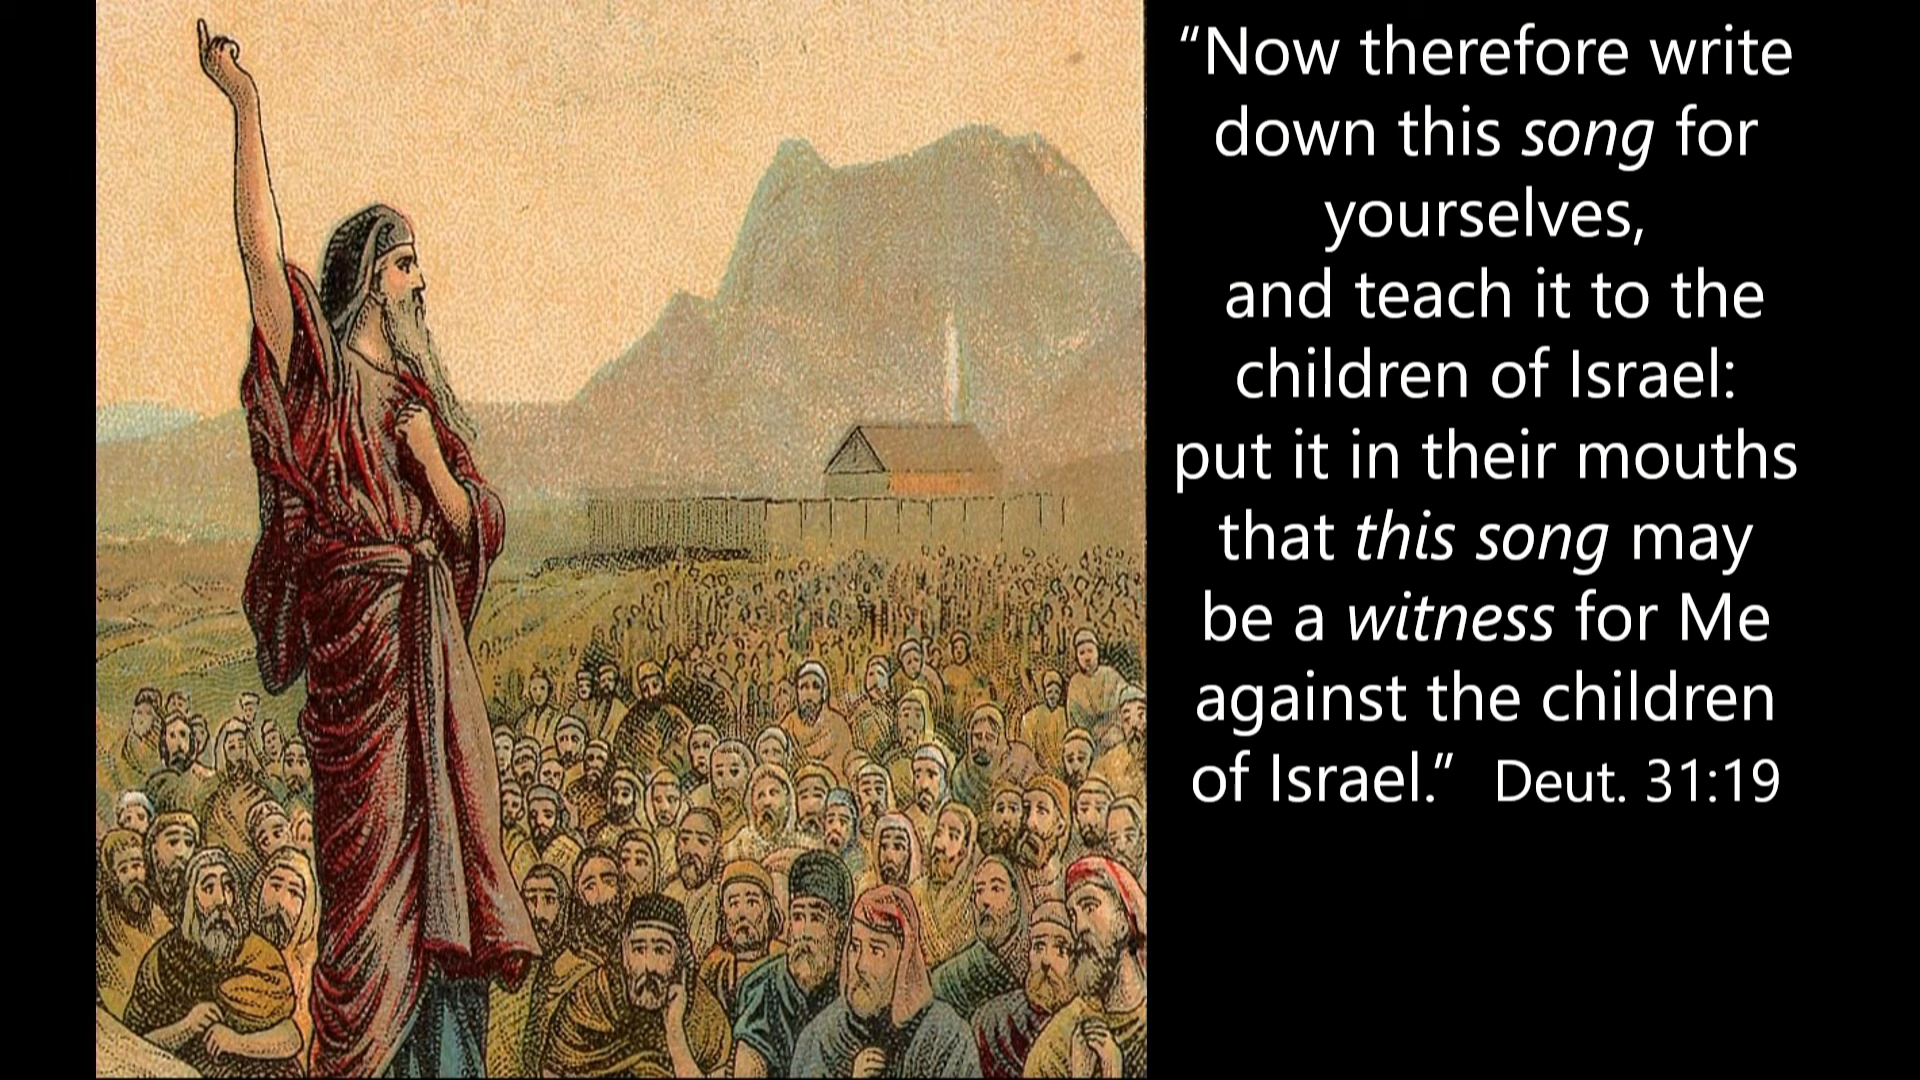 “Now therefore write
down this song for
yourselves,
and teach it to the
children of Israel:
put it in their mouths
that this song may
be a witness for Me
against the children
of Israel.” Deut. 31:19